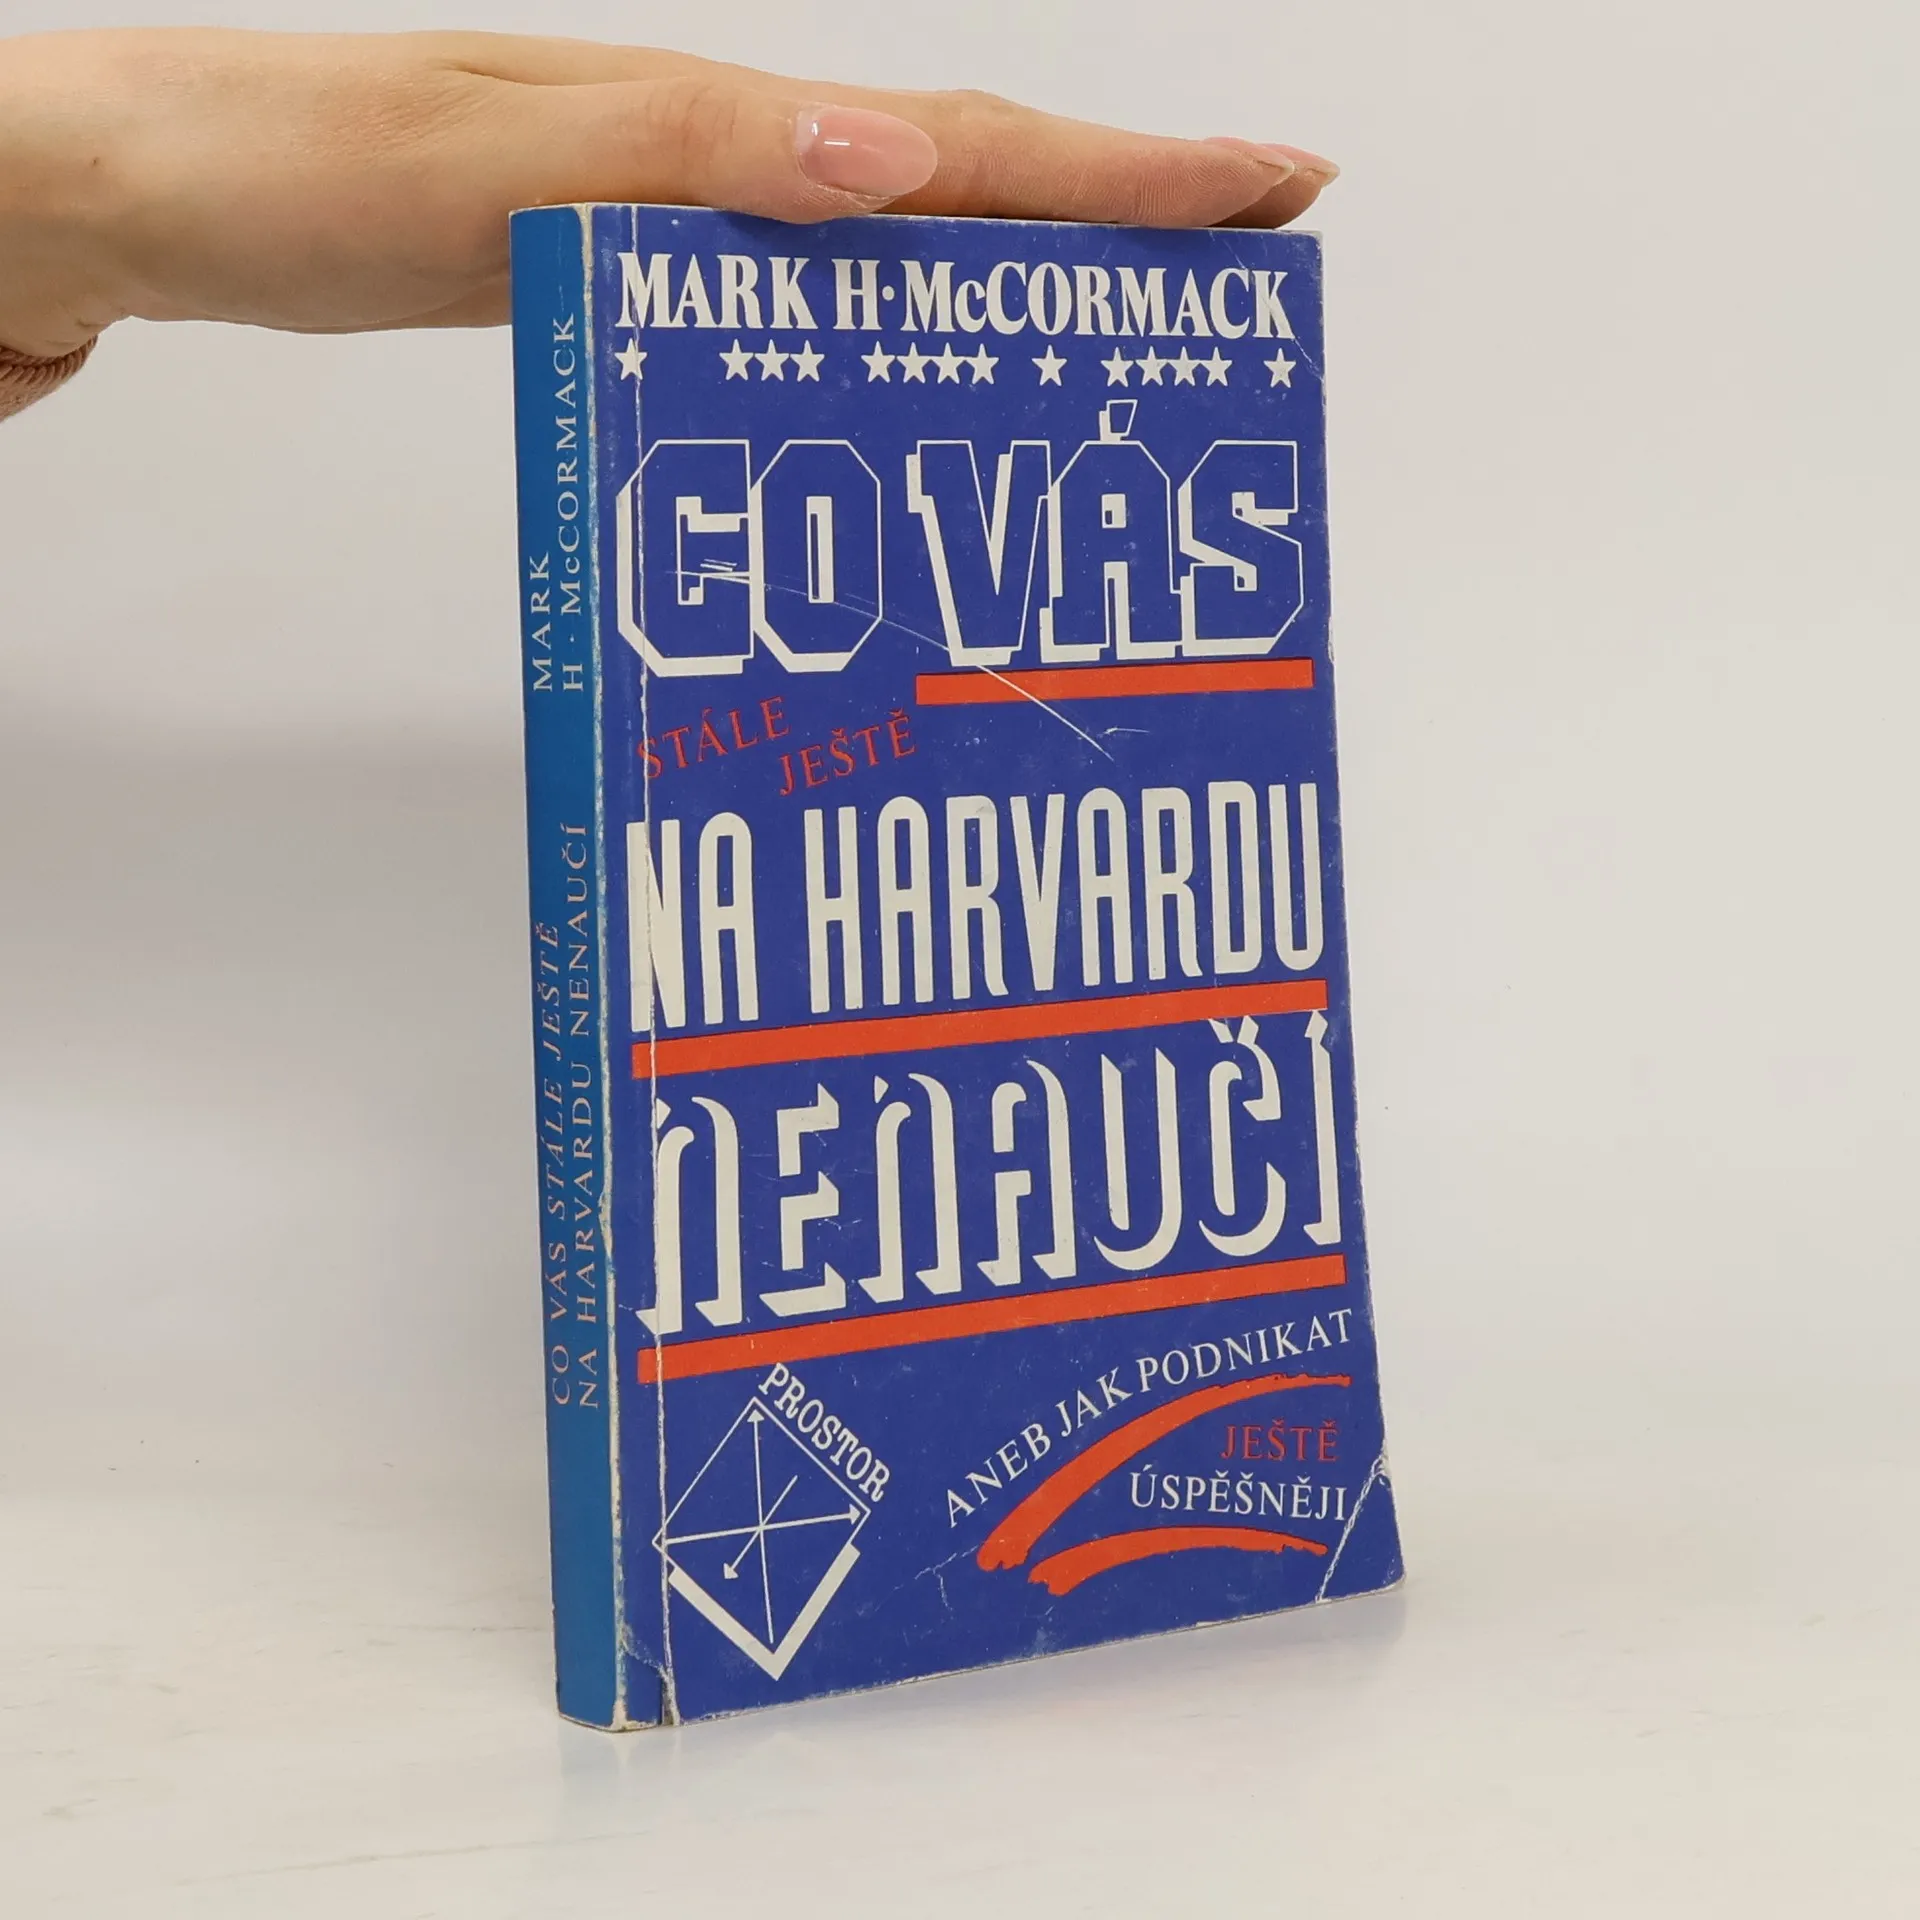 MARK H. McCORMACK
CO VÁS
STÁLE
JEŠTĚ
NA HARVARDU
NENAUČÍ
ANEB JAK PODNIKAT
JEŠTĚ
ÚSPĚŠNĚJI
PROSTOR
MARK
H. McCORMACK
CO VÁS STÁLE JEŠTĚ
NA HARVARDU NENAUČÍ